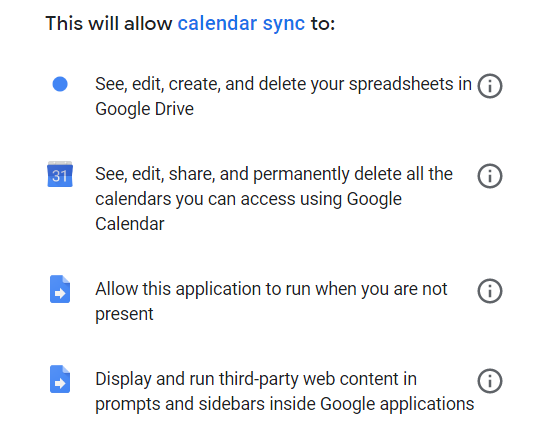 This will allow calendar sync to:
See, edit, create, and delete your spreadsheets in
Google Drive
31
See, edit, share, and permanently delete all the
calendars you can access using Google
Calendar
Allow this application to run when you are not
present
Display and run third-party web content in
prompts and sidebars inside Google applications